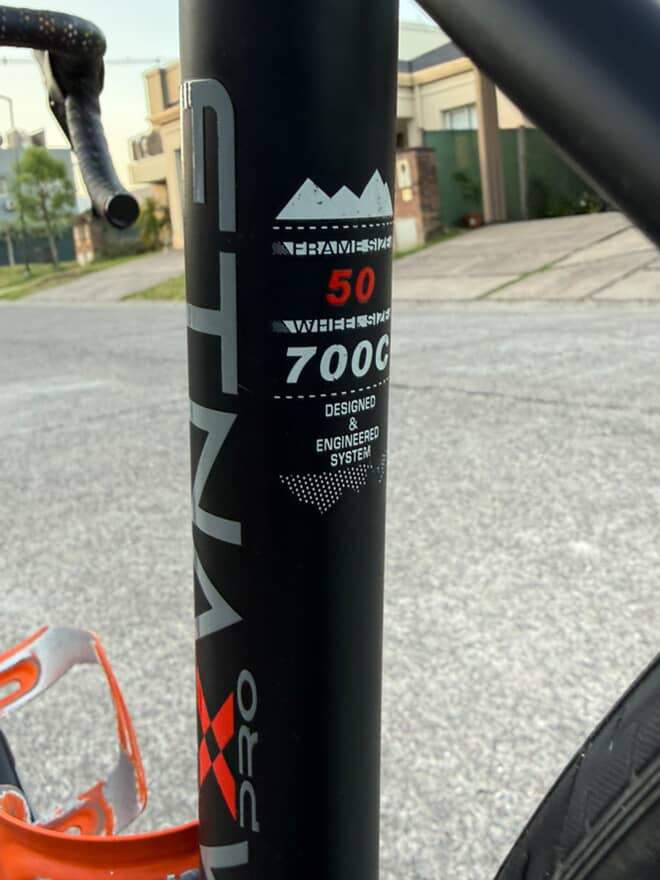 FRAME SIZE
50
WHEEL SIZE
700C
DESIGNED
&
ENGINEERED
SYSTEM
X
PRO